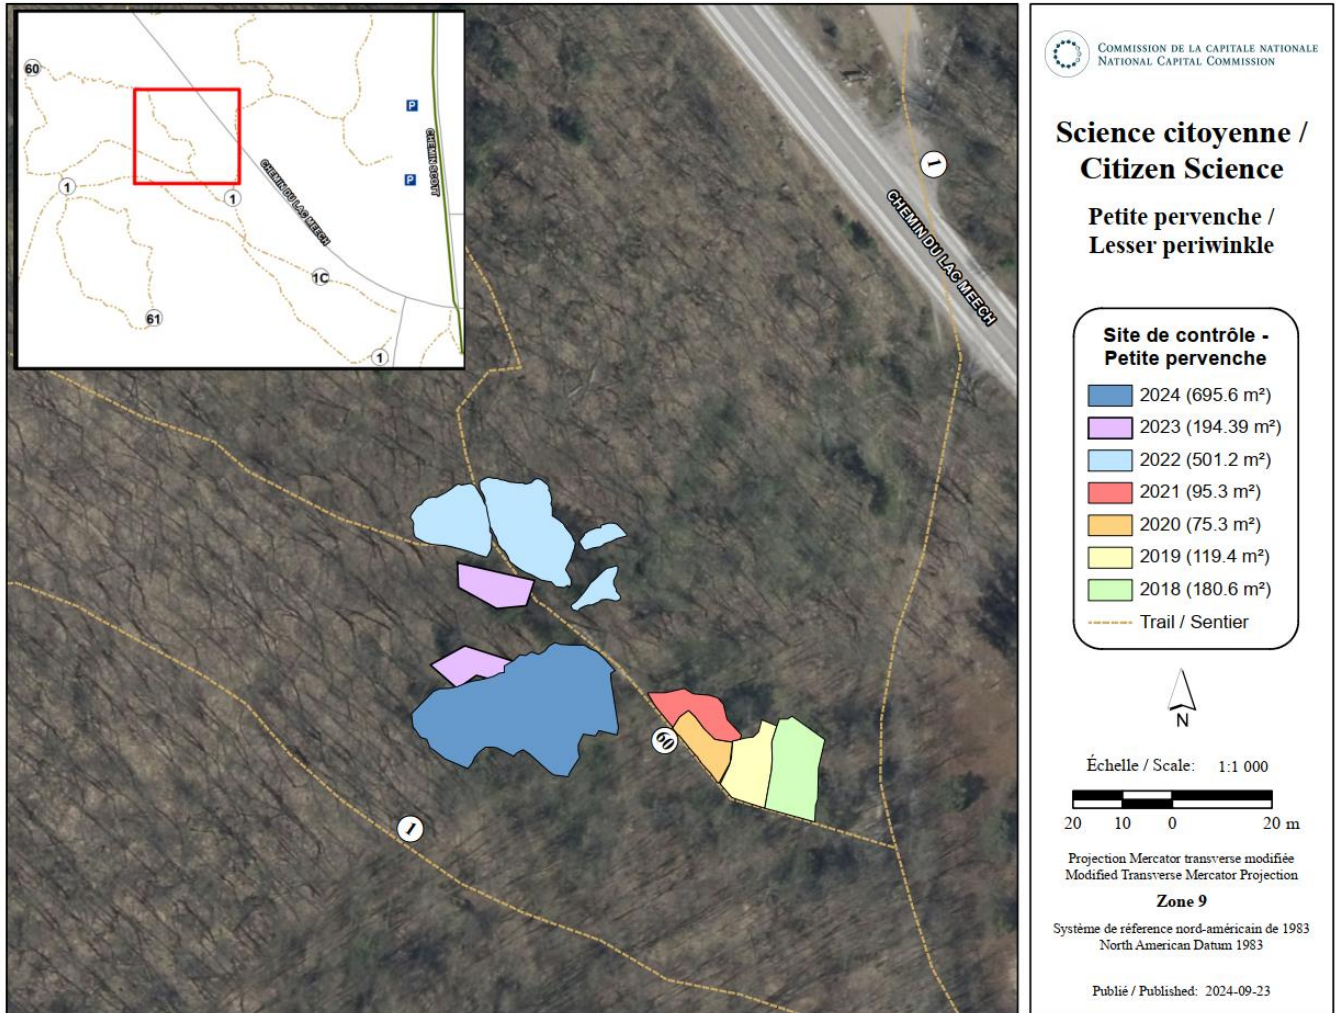 60
1
1
1C
61
1
P
P
CHEMIN SCOTT
CHEMIN DU LAC MEECH
1
CHEMIN DU LAC MEECH
60
1
COMMISSION DE LA CAPITALE NATIONALE
NATIONAL CAPITAL COMMISSION
Science citoyenne /
Citizen Science
Petite pervenche /
Lesser periwinkle
Site de contrôle -
Petite pervenche
2024 (695.6 m²)
2023 (194.39 m²)
2022 (501.2 m²)
2021 (95.3 m²)
2020 (75.3 m²)
2019 (119.4 m²)
2018 (180.6 m²)
Trail / Sentier
N
Échelle / Scale: 1:1 000
20 10 0 20 m
Projection Mercator transverse modifiée
Modified Transverse Mercator Projection
Zone 9
Système de réference nord-américain de 1983
North American Datum 1983
Publié / Published: 2024-09-23